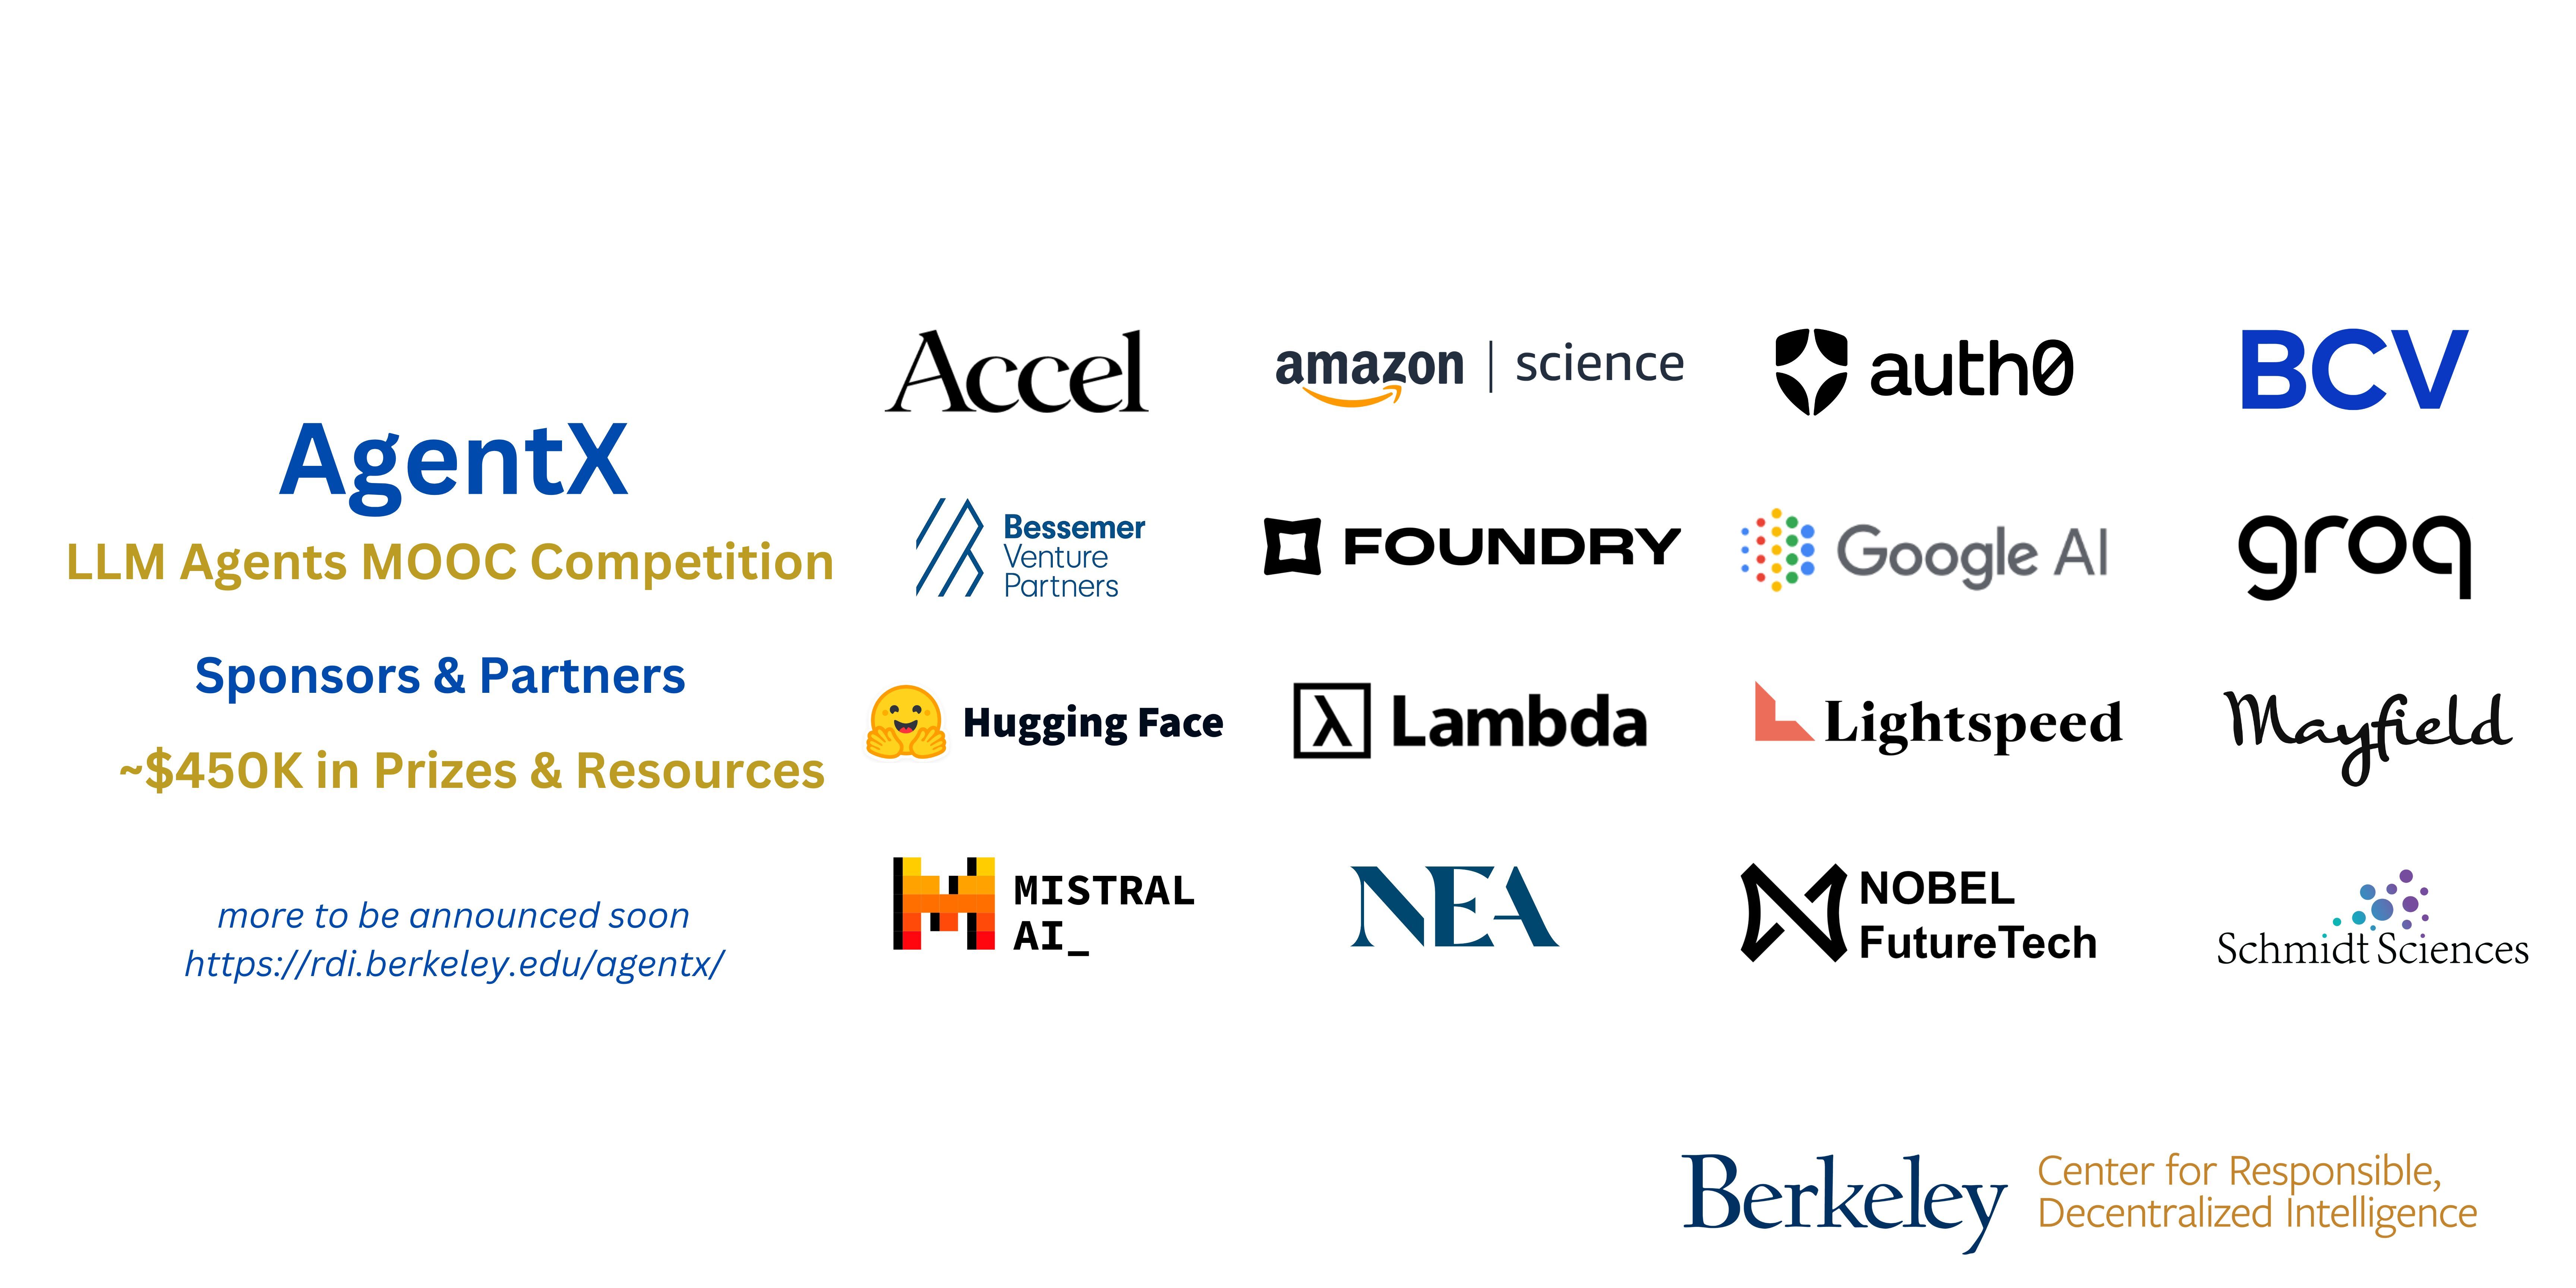 AgentX
LLM Agents MOOC Competition
Sponsors & Partners
~$450K in Prizes & Resources
more to be announced soon
https://rdi.berkeley.edu/agentx/
Accel
amazon | science
auth0
BCV
Bessemer
Venture
Partners
FOUNDRY
Google AI
groq
Hugging Face
λ Lambda
Lightspeed
Mayfield
MISTRAL
AI_
NEA
NOBEL
FutureTech
Schmidt Sciences
Berkeley
Center for Responsible,
Decentralized Intelligence